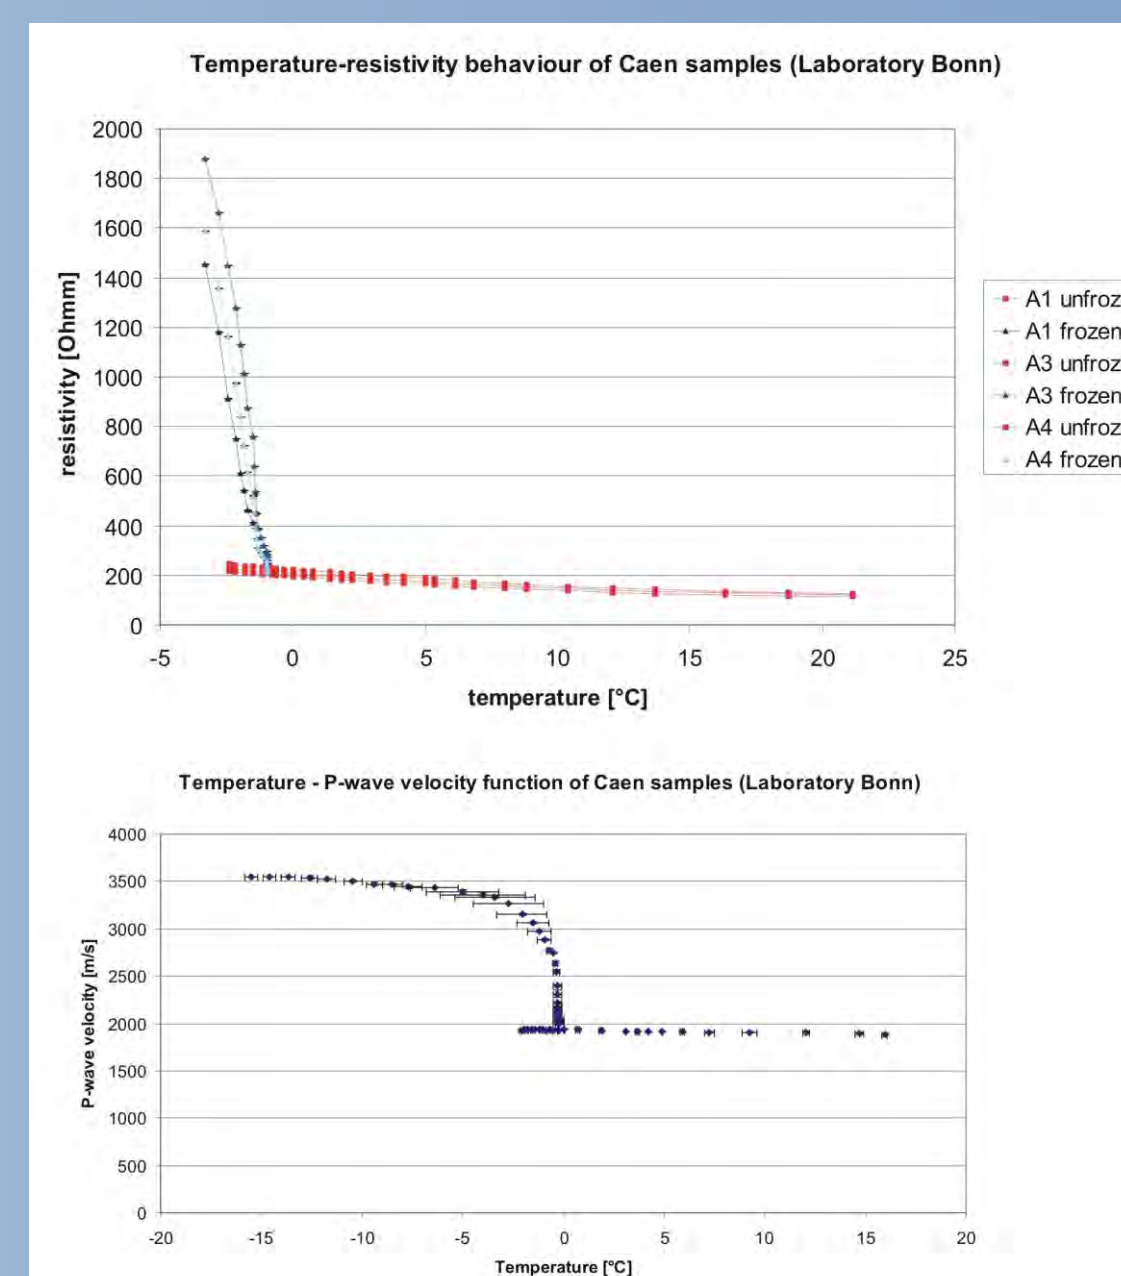 Temperature-resistivity behaviour of Caen samples (Laboratory Bonn)
2000
1800
1600
1400
1200
1000
800
600
400
200
0
resistivity [Ohmm]
-5 0 5 10 15 20 25
temperature [°C]
A1 unfroz
A1 frozen
A3 unfroz
A3 frozen
A4 unfroz
A4 frozen
Temperature - P-wave velocity function of Caen samples (Laboratory Bonn)
4000
3500
3000
2500
2000
1500
1000
500
0
P-wave velocity [m/s]
-20 -15 -10 -5 0 5 10 15 20
Temperature [°C]